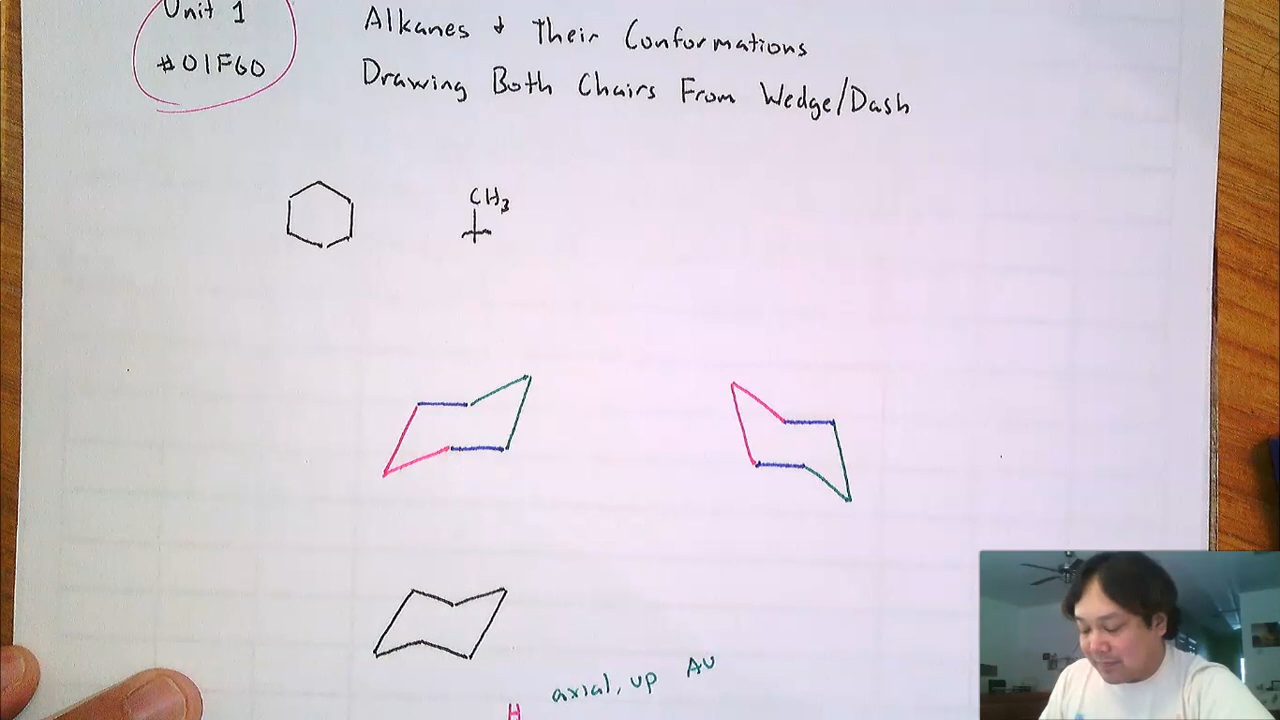 Unit 1
#01F60
Alkanes & Their Conformations
Drawing Both Chairs From Wedge/Dash
CH₃
axial, up AU
H